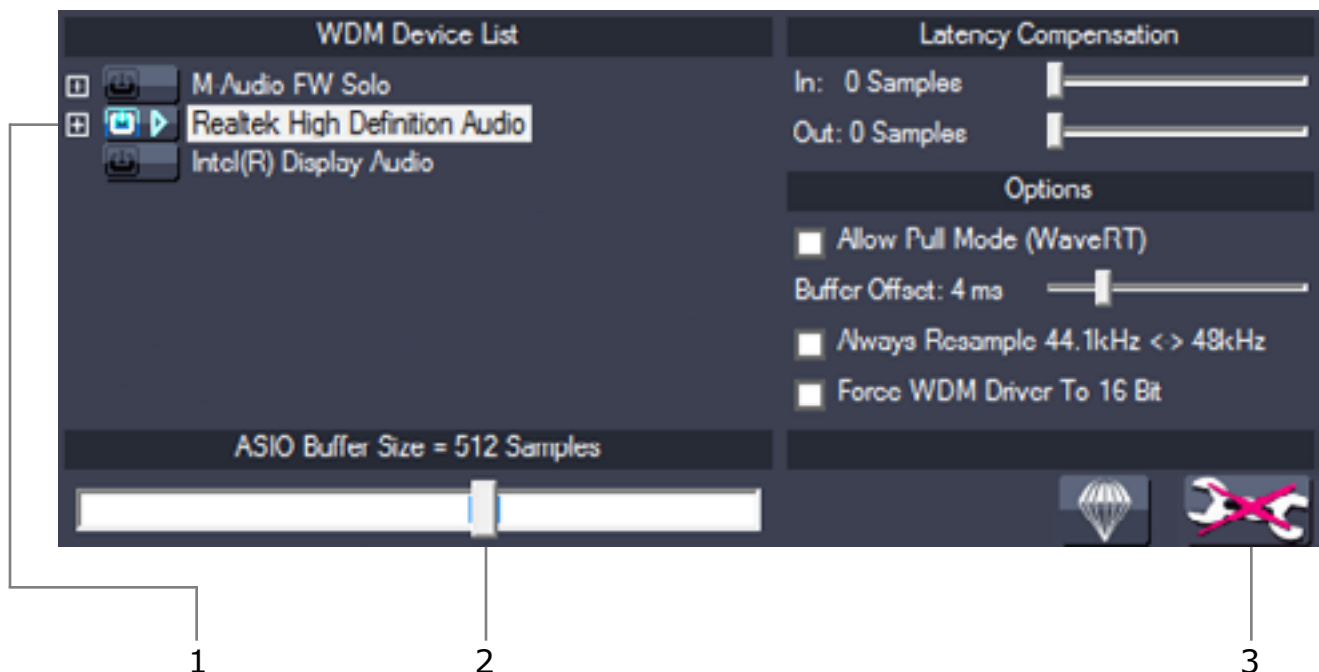 WDM Device List
M-Audio FW Solo
Realtek High Definition Audio
Intel(R) Display Audio
ASIO Buffer Size = 512 Samples
Latency Compensation
In: 0 Samples
Out: 0 Samples
Options
Allow Pull Mode (WaveRT)
Buffer Offset: 4 ms
Always Resample 44.1kHz <-> 48kHz
Force WDM Driver To 16 Bit
1
2
3